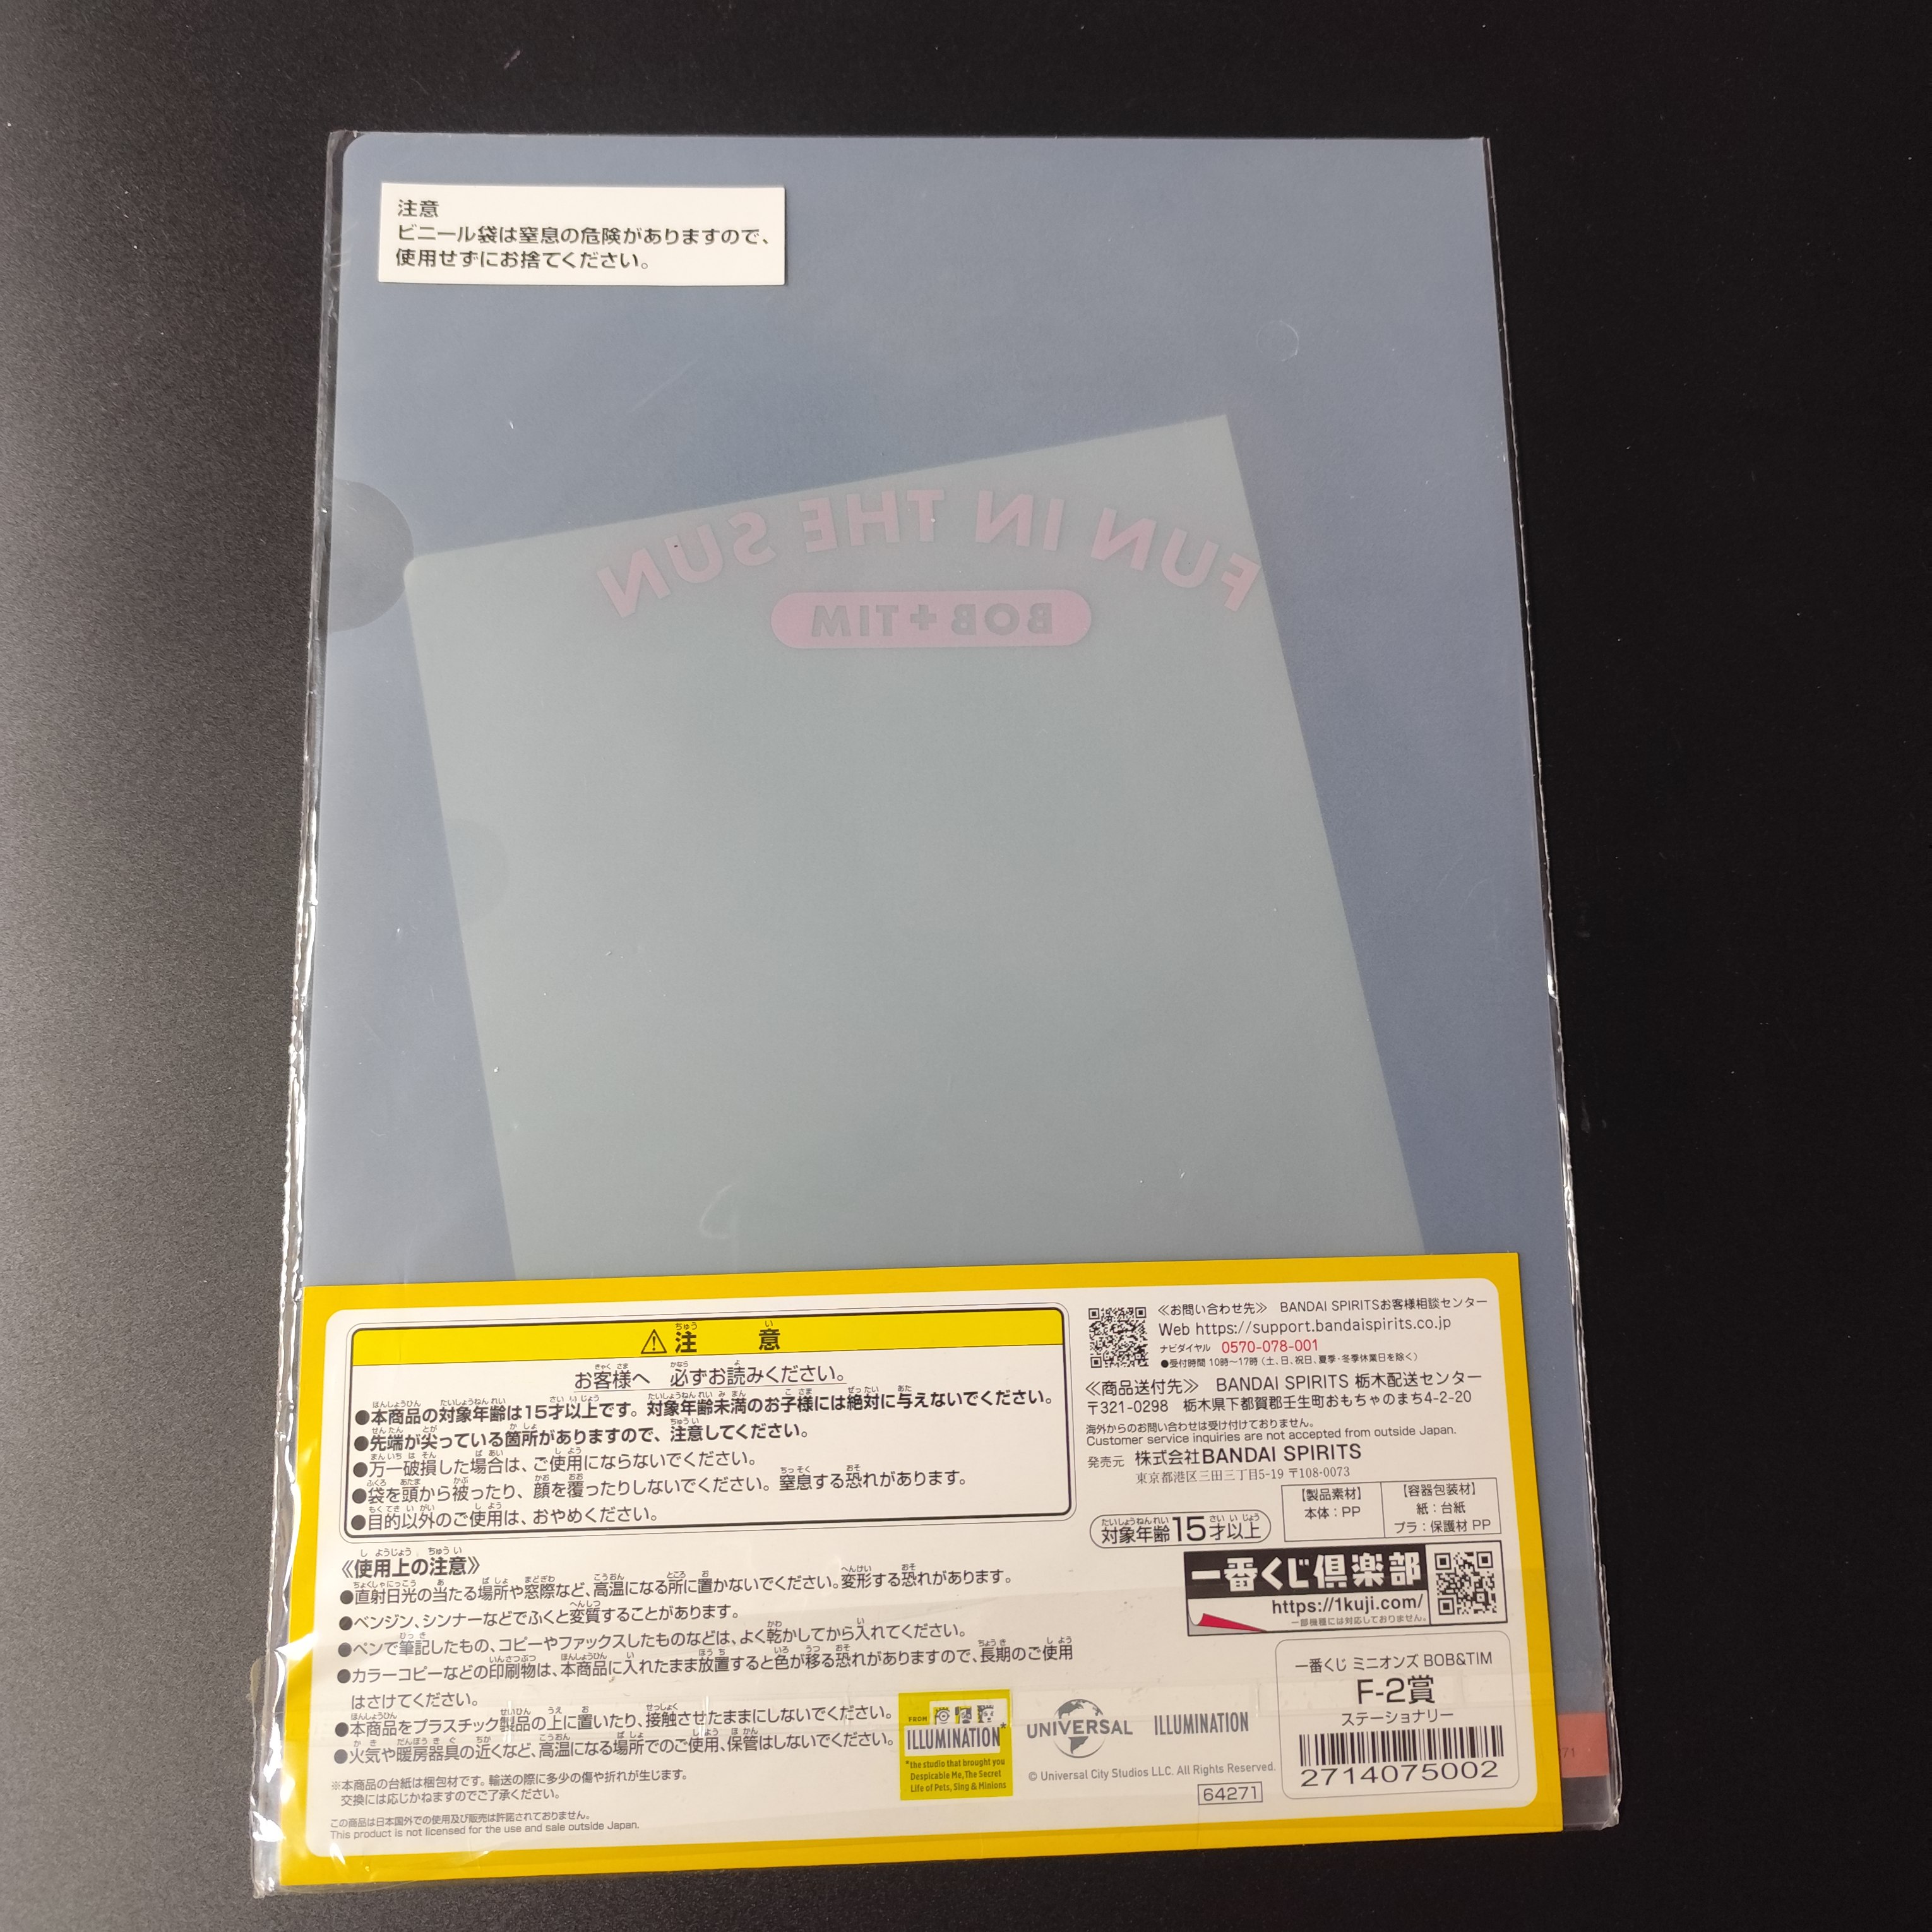 注意
ビニール袋は窒息の危険がありますので、
使用せずにお捨てください。
FUN IN THE SUN
BOB+TIM
注意
お客様へ 必ずお読みください。
●本商品の対象年齢は15才以上です。対象年齢未満のお子様には絶対に与えないでください。
●先端が尖っている箇所がありますので、注意してください。
●万一破損した場合は、ご使用にならないでください。
●袋を頭から被ったり、顔を覆ったりしないでください。窒息する恐れがあります。
●目的以外のご使用は、おやめください。
《使用上の注意》
●直射日光の当たる場所や窓際など、高温になる所に置かないでください。変形する恐れがあります。
●ベンジン、シンナーなどでふくと変質することがあります。
●ペンで筆記したもの、コピーやファックスしたものなどは、よく乾かしてから入れてください。
●カラーコピーなどの印刷物は、本商品に入れたまま放置すると色が移る恐れがありますので、長期のご使用
はさけてください。
●本商品をプラスチック製品の上に置いたり、接触させたままにしないでください。
●火気や暖房器具の近くなど、高温になる場所でのご使用、保管はしないでください。
※本商品の台紙は梱包材です。輸送の際に多少の傷や折れが生じます。
交換には応じかねますのでご了承ください。
この商品は日本国外での使用及び販売は許諾されておりません。
This product is not licensed for the use and sale outside Japan.
≪お問い合わせ先≫ BANDAI SPIRITSお客様相談センター
Web https://support.bandaispirits.co.jp
ナビダイヤル 0570-078-001
●受付時間 10時～17時(土、日、祝日、夏季・冬季休業日を除く)
≪商品送付先≫ BANDAI SPIRITS 栃木配送センター
〒321-0298 栃木県下都賀郡壬生町おもちゃのまち4-2-20
海外からのお問い合わせは受け付けておりません。
Customer service inquiries are not accepted from outside Japan.
発売元 株式会社BANDAI SPIRITS
東京都港区三田三丁目5-19 〒108-0073
対象年齢15才以上
【製品素材】
本体：PP
【容器包装材】
紙：台紙
プラ：保護材 PP
一番くじ倶楽部
https://1kuji.com/
一部機種には対応しておりません。
一番くじ ミニオンズ BOB&TIM
F-2賞
ステーショナリー
2714075002
FROM
ILLUMINATION*
*the studio that brought you
Despicable Me, The Secret
Life of Pets, Sing & Minions
UNIVERSAL
ILLUMINATION
© Universal City Studios LLC. All Rights Reserved.
64271